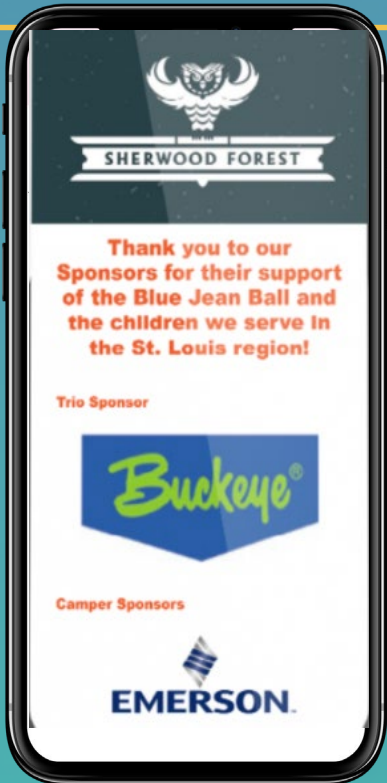 SHERWOOD FOREST
Thank you to our
Sponsors for their support
of the Blue Jean Ball and
the children we serve in
the St. Louis region!
Trio Sponsor
Buckeye®
Camper Sponsors
EMERSON.